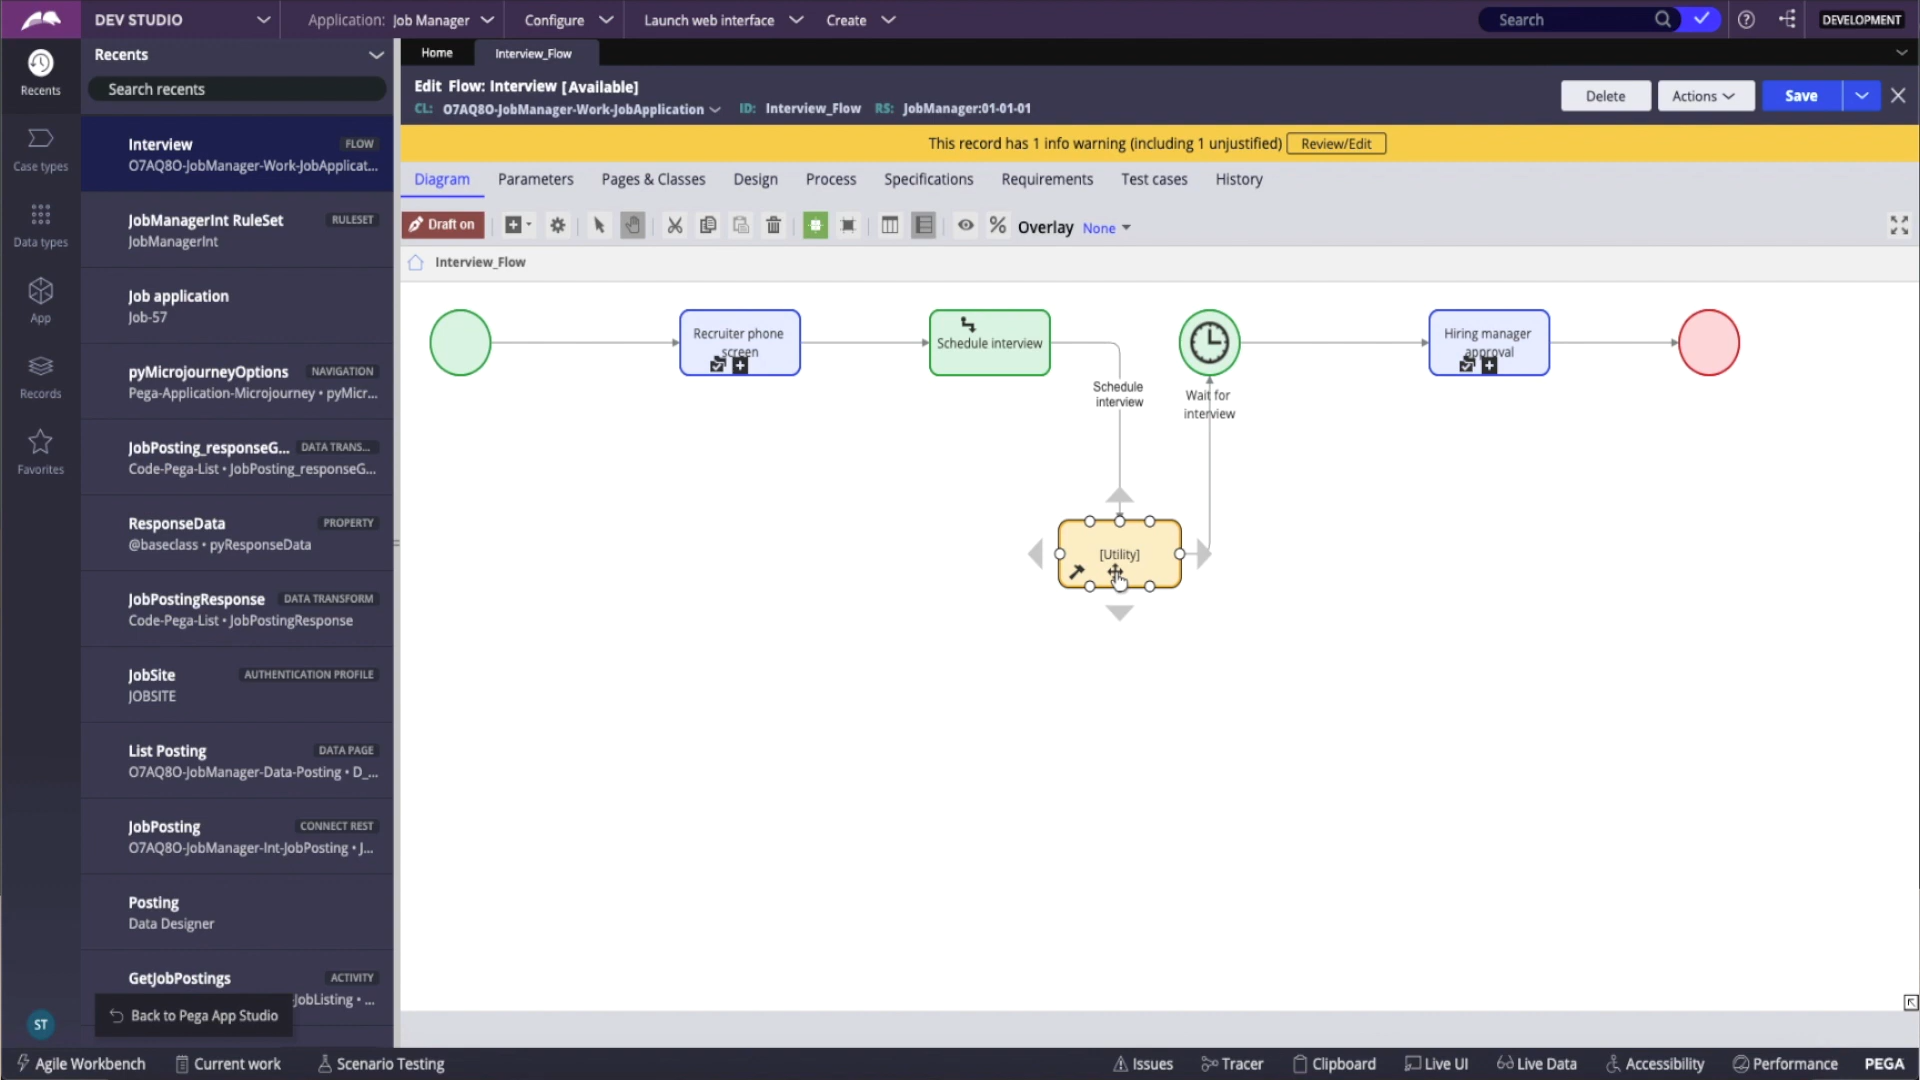 DEV STUDIO
Application: Job Manager
Configure
Launch web interface
Create
Search
DEVELOPMENT
Recents
Case types
Data types
App
Records
Favorites
ST
Recents
Search recents
Interview
FLOW
O7AQ8O-JobManager-Work-JobApplicat...
JobManagerInt RuleSet
RULESET
JobManagerInt
Job application
Job-57
pyMicrojourneyOptions
NAVIGATION
Pega-Application-Microjourney • pyMicr...
JobPosting_responseG...
DATA TRANS...
Code-Pega-List • JobPosting_responseG...
ResponseData
PROPERTY
@baseclass • pyResponseData
JobPostingResponse
DATA TRANSFORM
Code-Pega-List • JobPostingResponse
JobSite
AUTHENTICATION PROFILE
JOBSITE
List Posting
DATA PAGE
O7AQ8O-JobManager-Data-Posting • D_...
JobPosting
CONNECT REST
O7AQ8O-JobManager-Int-JobPosting • J...
Posting
Data Designer
GetJobPostings
ACTIVITY
-JobListing • ...
Back to Pega App Studio
Home
Interview_Flow
Edit Flow: Interview [Available]
CL: O7AQ8O-JobManager-Work-JobApplication
ID: Interview_Flow
RS: JobManager:01-01-01
Delete
Actions
Save
This record has 1 info warning (including 1 unjustified)
Review/Edit
Diagram
Parameters
Pages & Classes
Design
Process
Specifications
Requirements
Test cases
History
Draft on
Overlay None
Interview_Flow
Recruiter phone
screen
Schedule interview
Schedule
interview
Wait for
interview
Hiring manager
approval
[Utility]
Agile Workbench
Current work
Scenario Testing
Issues
Tracer
Clipboard
Live UI
Live Data
Accessibility
Performance
PEGA